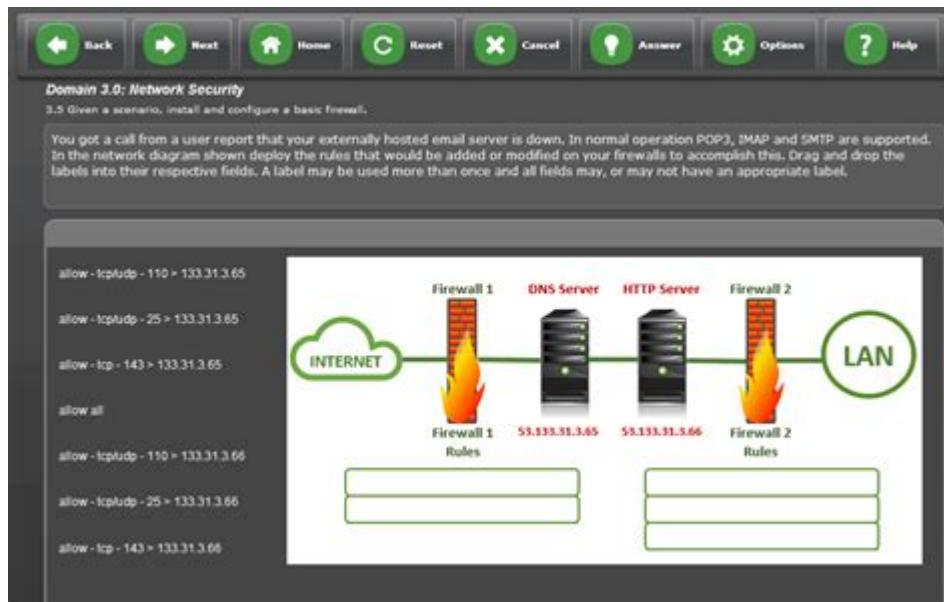 Back Next Home Reset Cancel Answer Options Help
Domain 3.0: Network Security
3.5 Given a scenario, install and configure a basic firewall.
You got a call from a user report that your externally hosted email server is down. In normal operation POP3, IMAP and SMTP are supported.
In the network diagram shown deploy the rules that would be added or modified on your firewalls to accomplish this. Drag and drop the
labels into their respective fields. A label may be used more than once and all fields may, or may not have an appropriate label.
allow - tcp/udp - 110 > 133.31.3.65
allow - tcp/udp - 25 > 133.31.3.65
allow - tcp - 143 > 133.31.3.65
allow all
allow - tcp/udp - 110 > 133.31.3.66
allow - tcp/udp - 25 > 133.31.3.66
allow - tcp - 143 > 133.31.3.66
Firewall 1 DNS Server HTTP Server Firewall 2
INTERNET LAN
Firewall 1 53.133.31.3.65 53.133.31.3.66 Firewall 2
Rules Rules